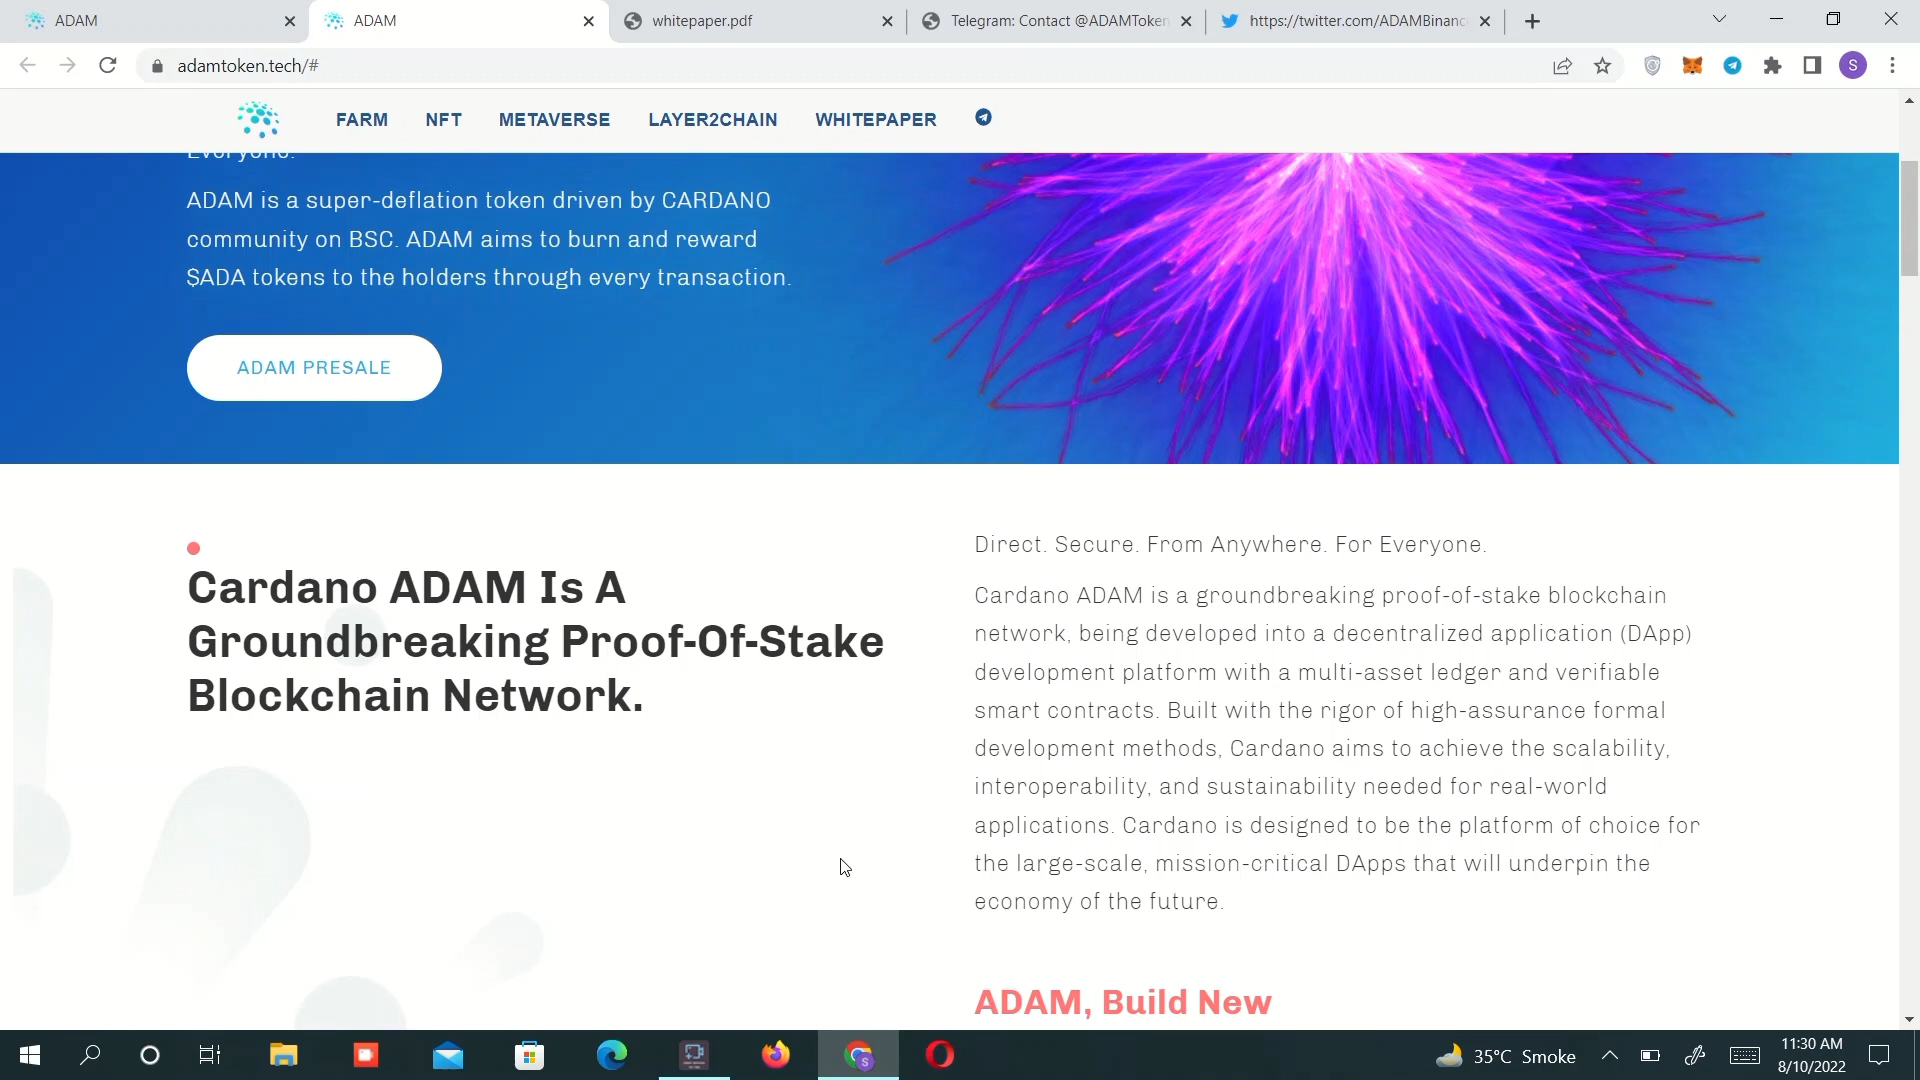 ADAM
ADAM
whitepaper.pdf
Telegram: Contact @ADAMToken
https://twitter.com/ADAMBinanc
adamtoken.tech/#
S
FARM
NFT
METAVERSE
LAYER2CHAIN
WHITEPAPER
Everyone.
ADAM is a super-deflation token driven by CARDANO
community on BSC. ADAM aims to burn and reward
$ADA tokens to the holders through every transaction.
ADAM PRESALE
Cardano ADAM Is A
Groundbreaking Proof-Of-Stake
Blockchain Network.
Direct. Secure. From Anywhere. For Everyone.
Cardano ADAM is a groundbreaking proof-of-stake blockchain
network, being developed into a decentralized application (DApp)
development platform with a multi-asset ledger and verifiable
smart contracts. Built with the rigor of high-assurance formal
development methods, Cardano aims to achieve the scalability,
interoperability, and sustainability needed for real-world
applications. Cardano is designed to be the platform of choice for
the large-scale, mission-critical DApps that will underpin the
economy of the future.
ADAM, Build New
35°C Smoke
11:30 AM
8/10/2022